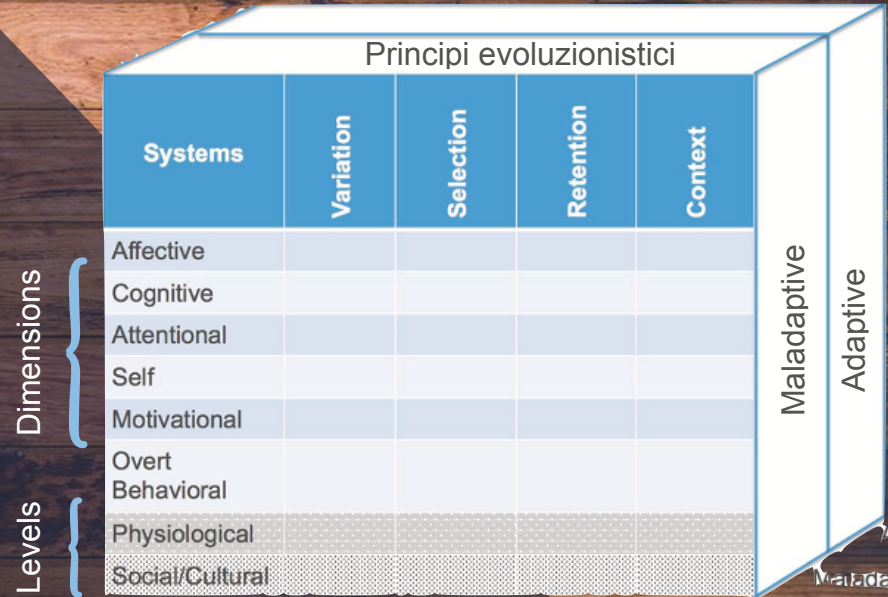 Principi evoluzionistici
Systems
Variation
Selection
Retention
Context
Affective
Cognitive
Attentional
Self
Motivational
Overt
Behavioral
Physiological
Social/Cultural
Dimensions
Levels
Maladaptive
Adaptive